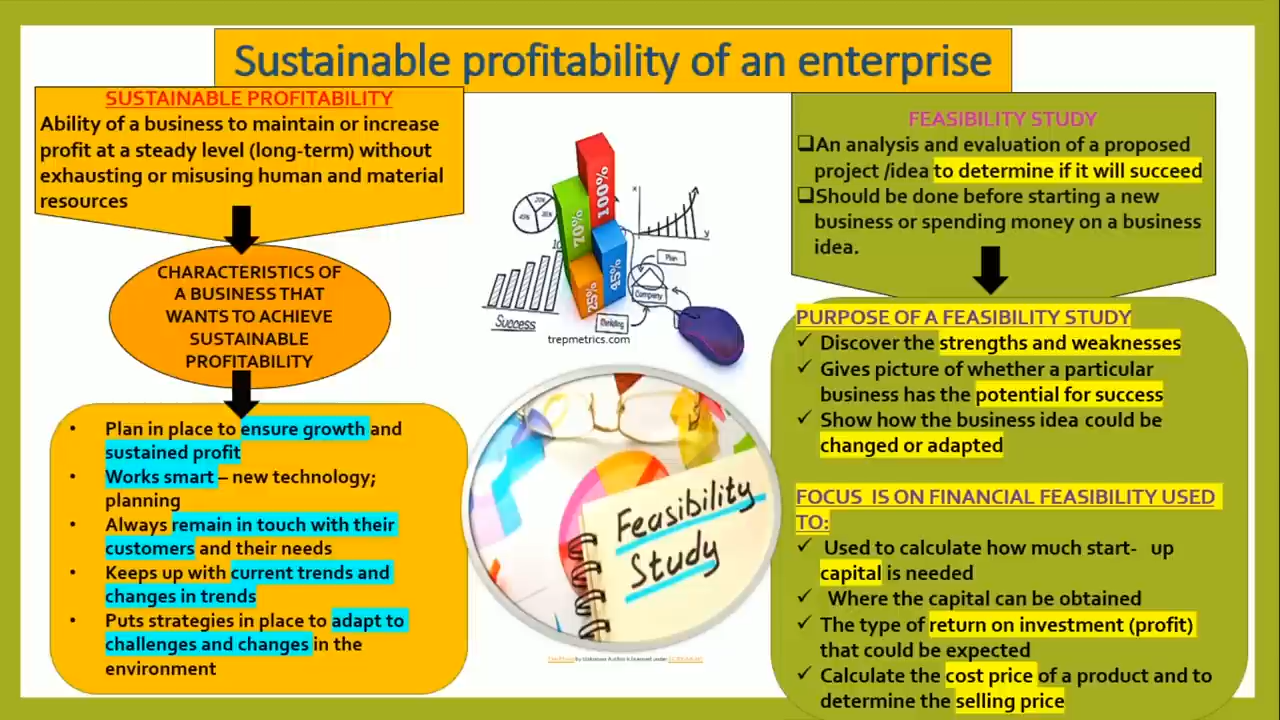 Sustainable profitability of an enterprise
SUSTAINABLE PROFITABILITY
Ability of a business to maintain or increase
profit at a steady level (long-term) without
exhausting or misusing human and material
resources
CHARACTERISTICS OF
A BUSINESS THAT
WANTS TO ACHIEVE
SUSTAINABLE
PROFITABILITY
• Plan in place to ensure growth and
sustained profit
• Works smart – new technology;
planning
• Always remain in touch with their
customers and their needs
• Keeps up with current trends and
changes in trends
• Puts strategies in place to adapt to
challenges and changes in the
environment
100%
70%
45%
25%
x
y
Plan
Company
Success
trepmetrics.com
Feasibility
Study
FEASIBILITY STUDY
❑An analysis and evaluation of a proposed
project /idea to determine if it will succeed
❑Should be done before starting a new
business or spending money on a business
idea.
PURPOSE OF A FEASIBILITY STUDY
✓ Discover the strengths and weaknesses
✓ Gives picture of whether a particular
business has the potential for success
✓ Show how the business idea could be
changed or adapted
FOCUS IS ON FINANCIAL FEASIBILITY USED
TO:
✓ Used to calculate how much start- up
capital is needed
✓ Where the capital can be obtained
✓ The type of return on investment (profit)
that could be expected
✓ Calculate the cost price of a product and to
determine the selling price